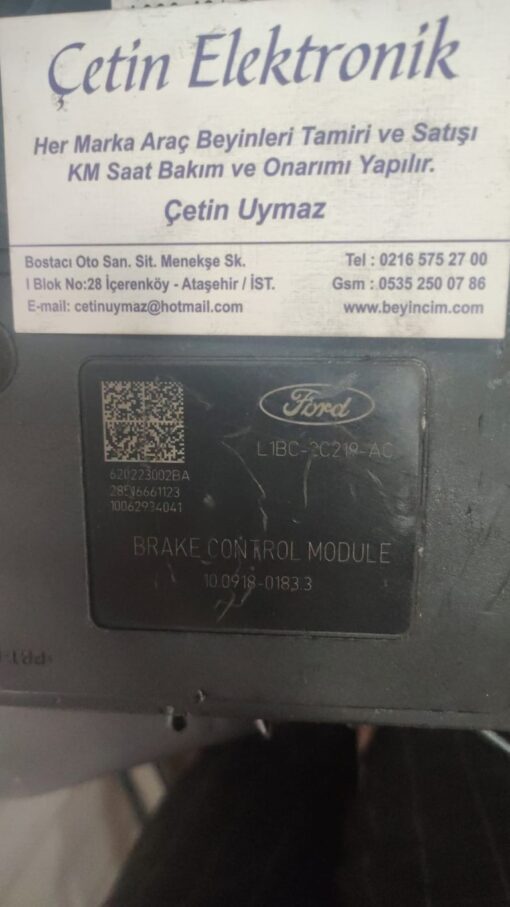 Çetin Elektronik
Her Marka Araç Beyinleri Tamiri ve Satışı
KM Saat Bakım ve Onarımı Yapılır.
Çetin Uymaz
Bostacı Oto San. Sit. Menekşe Sk.
I Blok No:28 İçerenköy - Ataşehir / İST.
E-mail: cetinuymaz@hotmail.com
Tel : 0216 575 27 00
Gsm : 0535 250 07 86
www.beyincim.com
Ford
L1BC-2C219-AC
620223002BA
28516661123
10062934041
BRAKE CONTROL MODULE
10.0918-0183.3